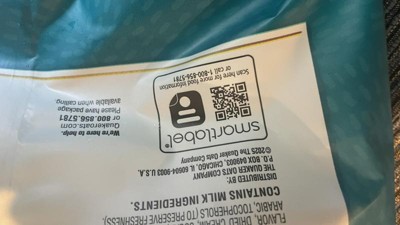 FLAVOR, DRIED CREAM,
ARABIC, TOCOPHEROLS (TO PRESERVE FRESHNESS).
CONTAINS MILK INGREDIENTS.
DISTRIBUTED BY:
THE QUAKER OATS COMPANY
P.O. BOX 049003, CHICAGO, IL 60604-9003 U.S.A.
©2025 The Quaker Oats Company
smartlabel
Scan here for more food information
or call 1-800-856-5781
We're here to help.
Quakeroats.com
or 800.856.5781
Please have package
available when calling